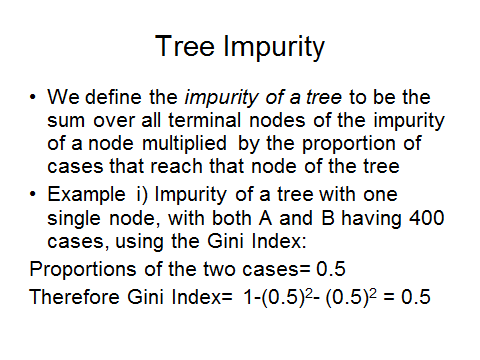 Tree Impurity
• We define the impurity of a tree to be the
sum over all terminal nodes of the impurity
of a node multiplied by the proportion of
cases that reach that node of the tree
• Example i) Impurity of a tree with one
single node, with both A and B having 400
cases, using the Gini Index:
Proportions of the two cases= 0.5
Therefore Gini Index= 1-(0.5)²- (0.5)² = 0.5